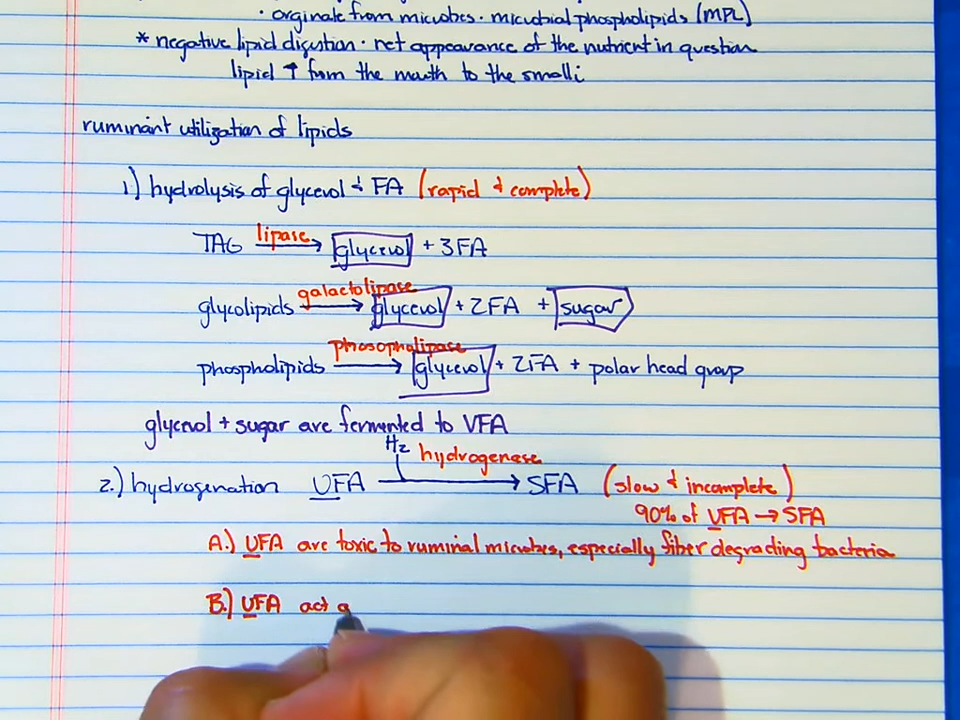 · orginate from microbes · microbial phospholipids (MPL)
* negative lipid digestion · net appearance of the nutrient in question
lipid ↑ from the mouth to the small i
ruminant utilization of lipids
1.) hydrolysis of glycerol & FA (rapid & complete)
TAG lipase → glycerol + 3FA
glycolipids galactolipase → glycerol + 2FA + sugar
phospholipids phosopholipase → glycerol + 2FA + polar head group
glycerol + sugar are fermented to VFA
2.) hydrogenation UFA H2 hydrogenase → SFA (slow & incomplete)
90% of UFA → SFA
A.) UFA are toxic to ruminal microbes, especially fiber degrading bacteria
B.) UFA act a